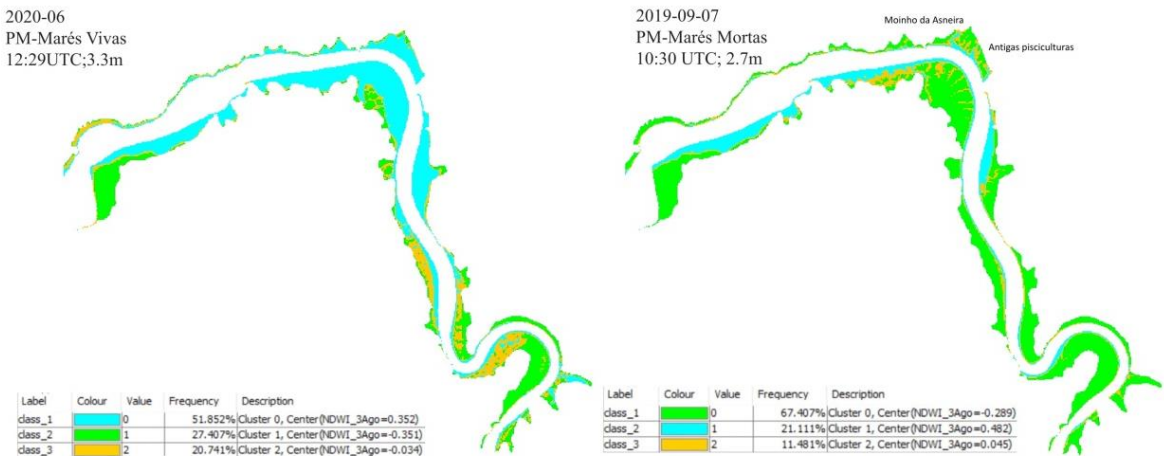 2020-06
PM-Marés Vivas
12:29UTC;3.3m
2019-09-07
PM-Marés Mortas
10:30 UTC; 2.7m
Moinho da Asneira
Antigas pisciculturas
Label Colour Value Frequency Description
class_1 0 51.852% Cluster 0, Center(NDWI_3Ago=0.352)
class_2 1 27.407% Cluster 1, Center(NDWI_3Ago=-0.351)
class_3 2 20.741% Cluster 2, Center(NDWI_3Ago=-0.034)
Label Colour Value Frequency Description
class_1 0 67.407% Cluster 0, Center(NDWI_3Ago=-0.289)
class_2 1 21.111% Cluster 1, Center(NDWI_3Ago=0.482)
class_3 2 11.481% Cluster 2, Center(NDWI_3Ago=0.045)